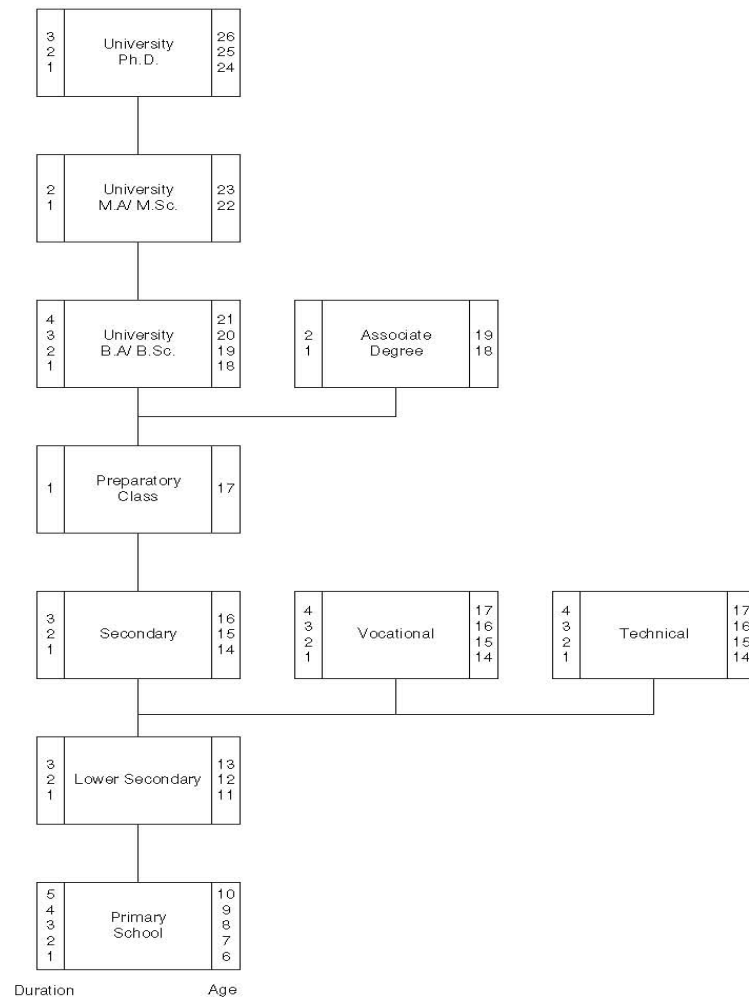 3 University 26
2 Ph.D. 25
1 24
2 University 23
1 M.A/ M.Sc. 22
4 21
3 University 20
2 B.A/ B.Sc. 19
1 18
2 Associate 19
1 Degree 18
1 Preparatory 17
Class
3 16
2 Secondary 15
1 14
4 17
3 Vocational 16
2 15
1 14
4 17
3 Technical 16
2 15
1 14
3 13
2 Lower Secondary 12
1 11
5 10
4 Primary 9
3 School 8
2 7
1 6
Duration Age